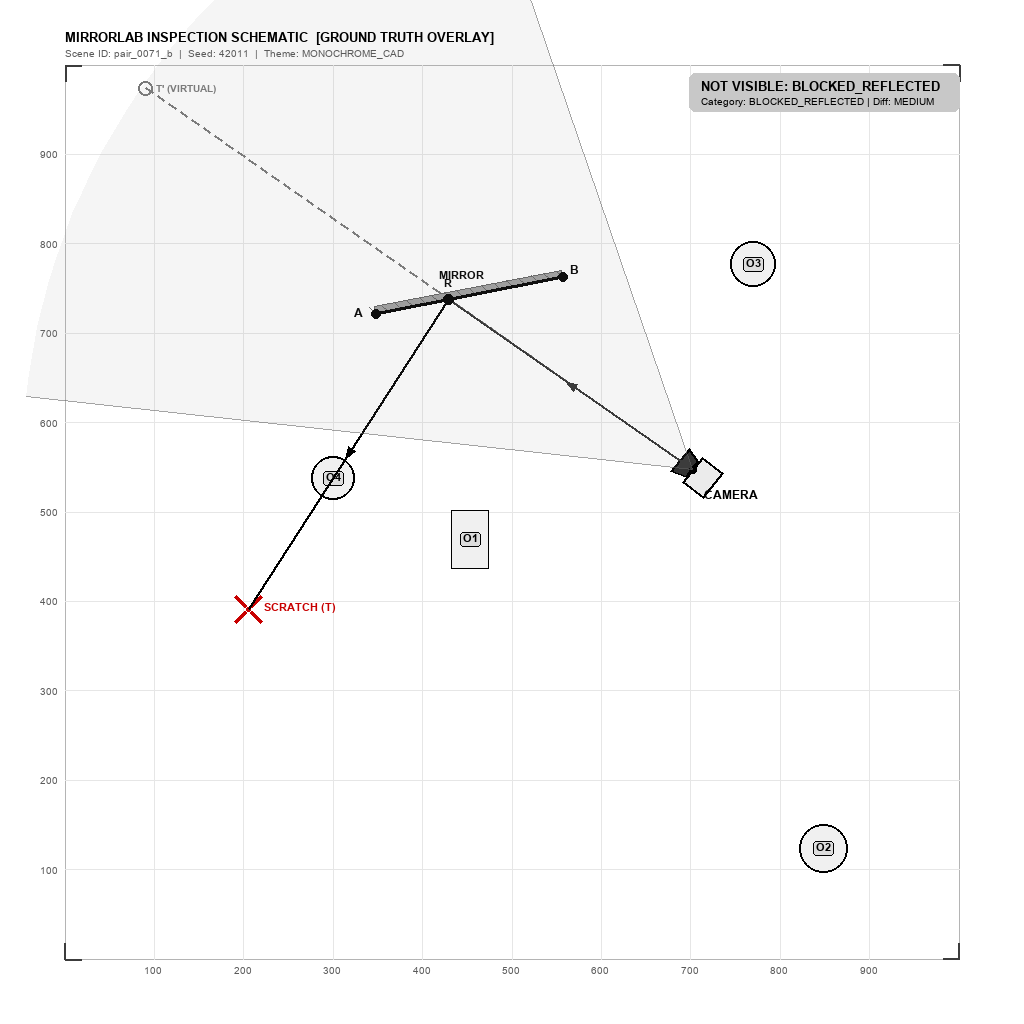 MIRRORLAB INSPECTION SCHEMATIC [GROUND TRUTH OVERLAY]
Scene ID: pair_0071_b | Seed: 42011 | Theme: MONOCHROME_CAD
NOT VISIBLE: BLOCKED_REFLECTED
Category: BLOCKED_REFLECTED | Diff: MEDIUM
T' (VIRTUAL)
900
800
O3
B
MIRROR
R
A
700
600
CAMERA
O4
500
O1
400
SCRATCH (T)
300
200
O2
100
100
200
300
400
500
600
700
800
900